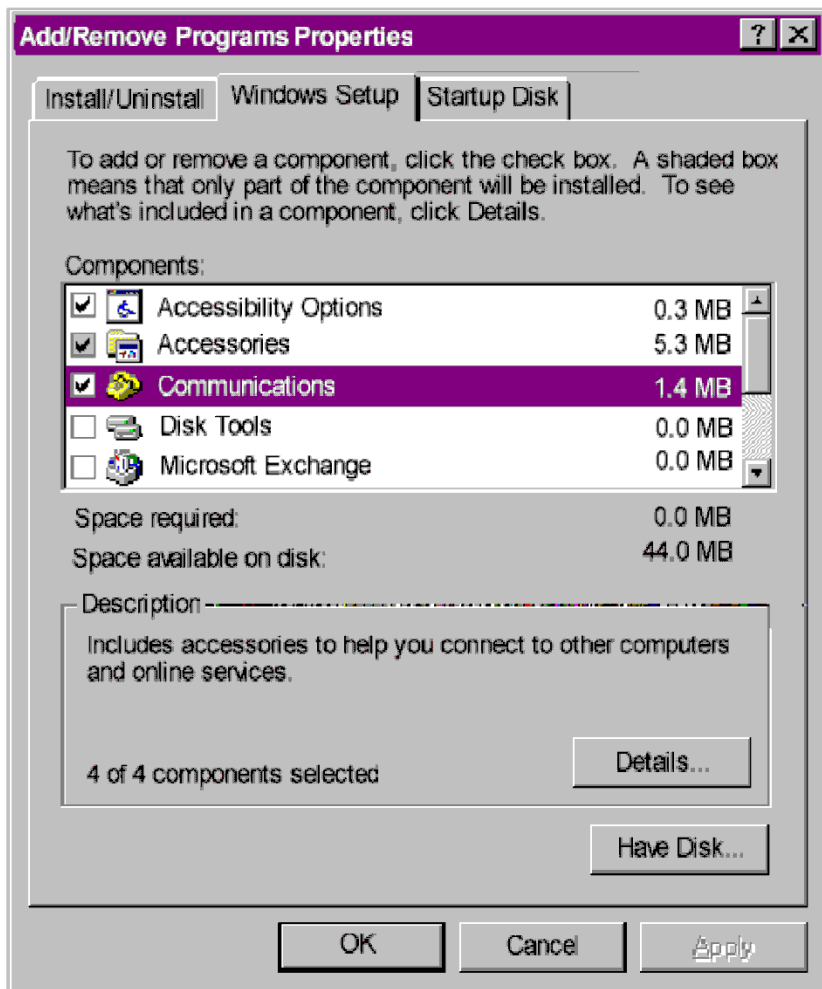 Add/Remove Programs Properties
Install/Uninstall Windows Setup Startup Disk
To add or remove a component, click the check box. A shaded box
means that only part of the component will be installed. To see
what's included in a component, click Details.
Components:
Accessibility Options 0.3 MB
Accessories 5.3 MB
Communications 1.4 MB
Disk Tools 0.0 MB
Microsoft Exchange 0.0 MB
Space required: 0.0 MB
Space available on disk: 44.0 MB
Description
Includes accessories to help you connect to other computers
and online services.
4 of 4 components selected
Details...
Have Disk...
OK Cancel Apply